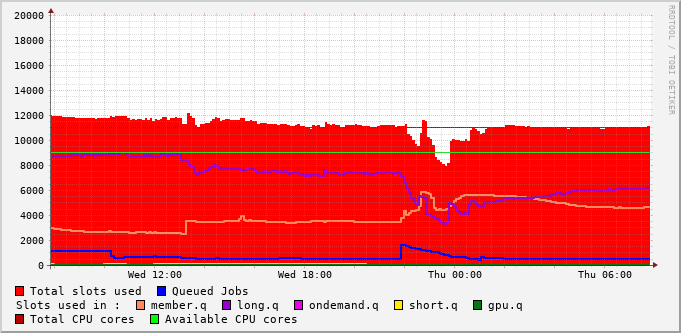 RRDTOOL / TOBI OETIKER
20000
18000
16000
14000
12000
10000
8000
6000
4000
2000
0
Wed 12:00 Wed 18:00 Thu 00:00 Thu 06:00
Total slots used Queued Jobs
Slots used in : member.q long.q ondemand.q short.q gpu.q
Total CPU cores Available CPU cores